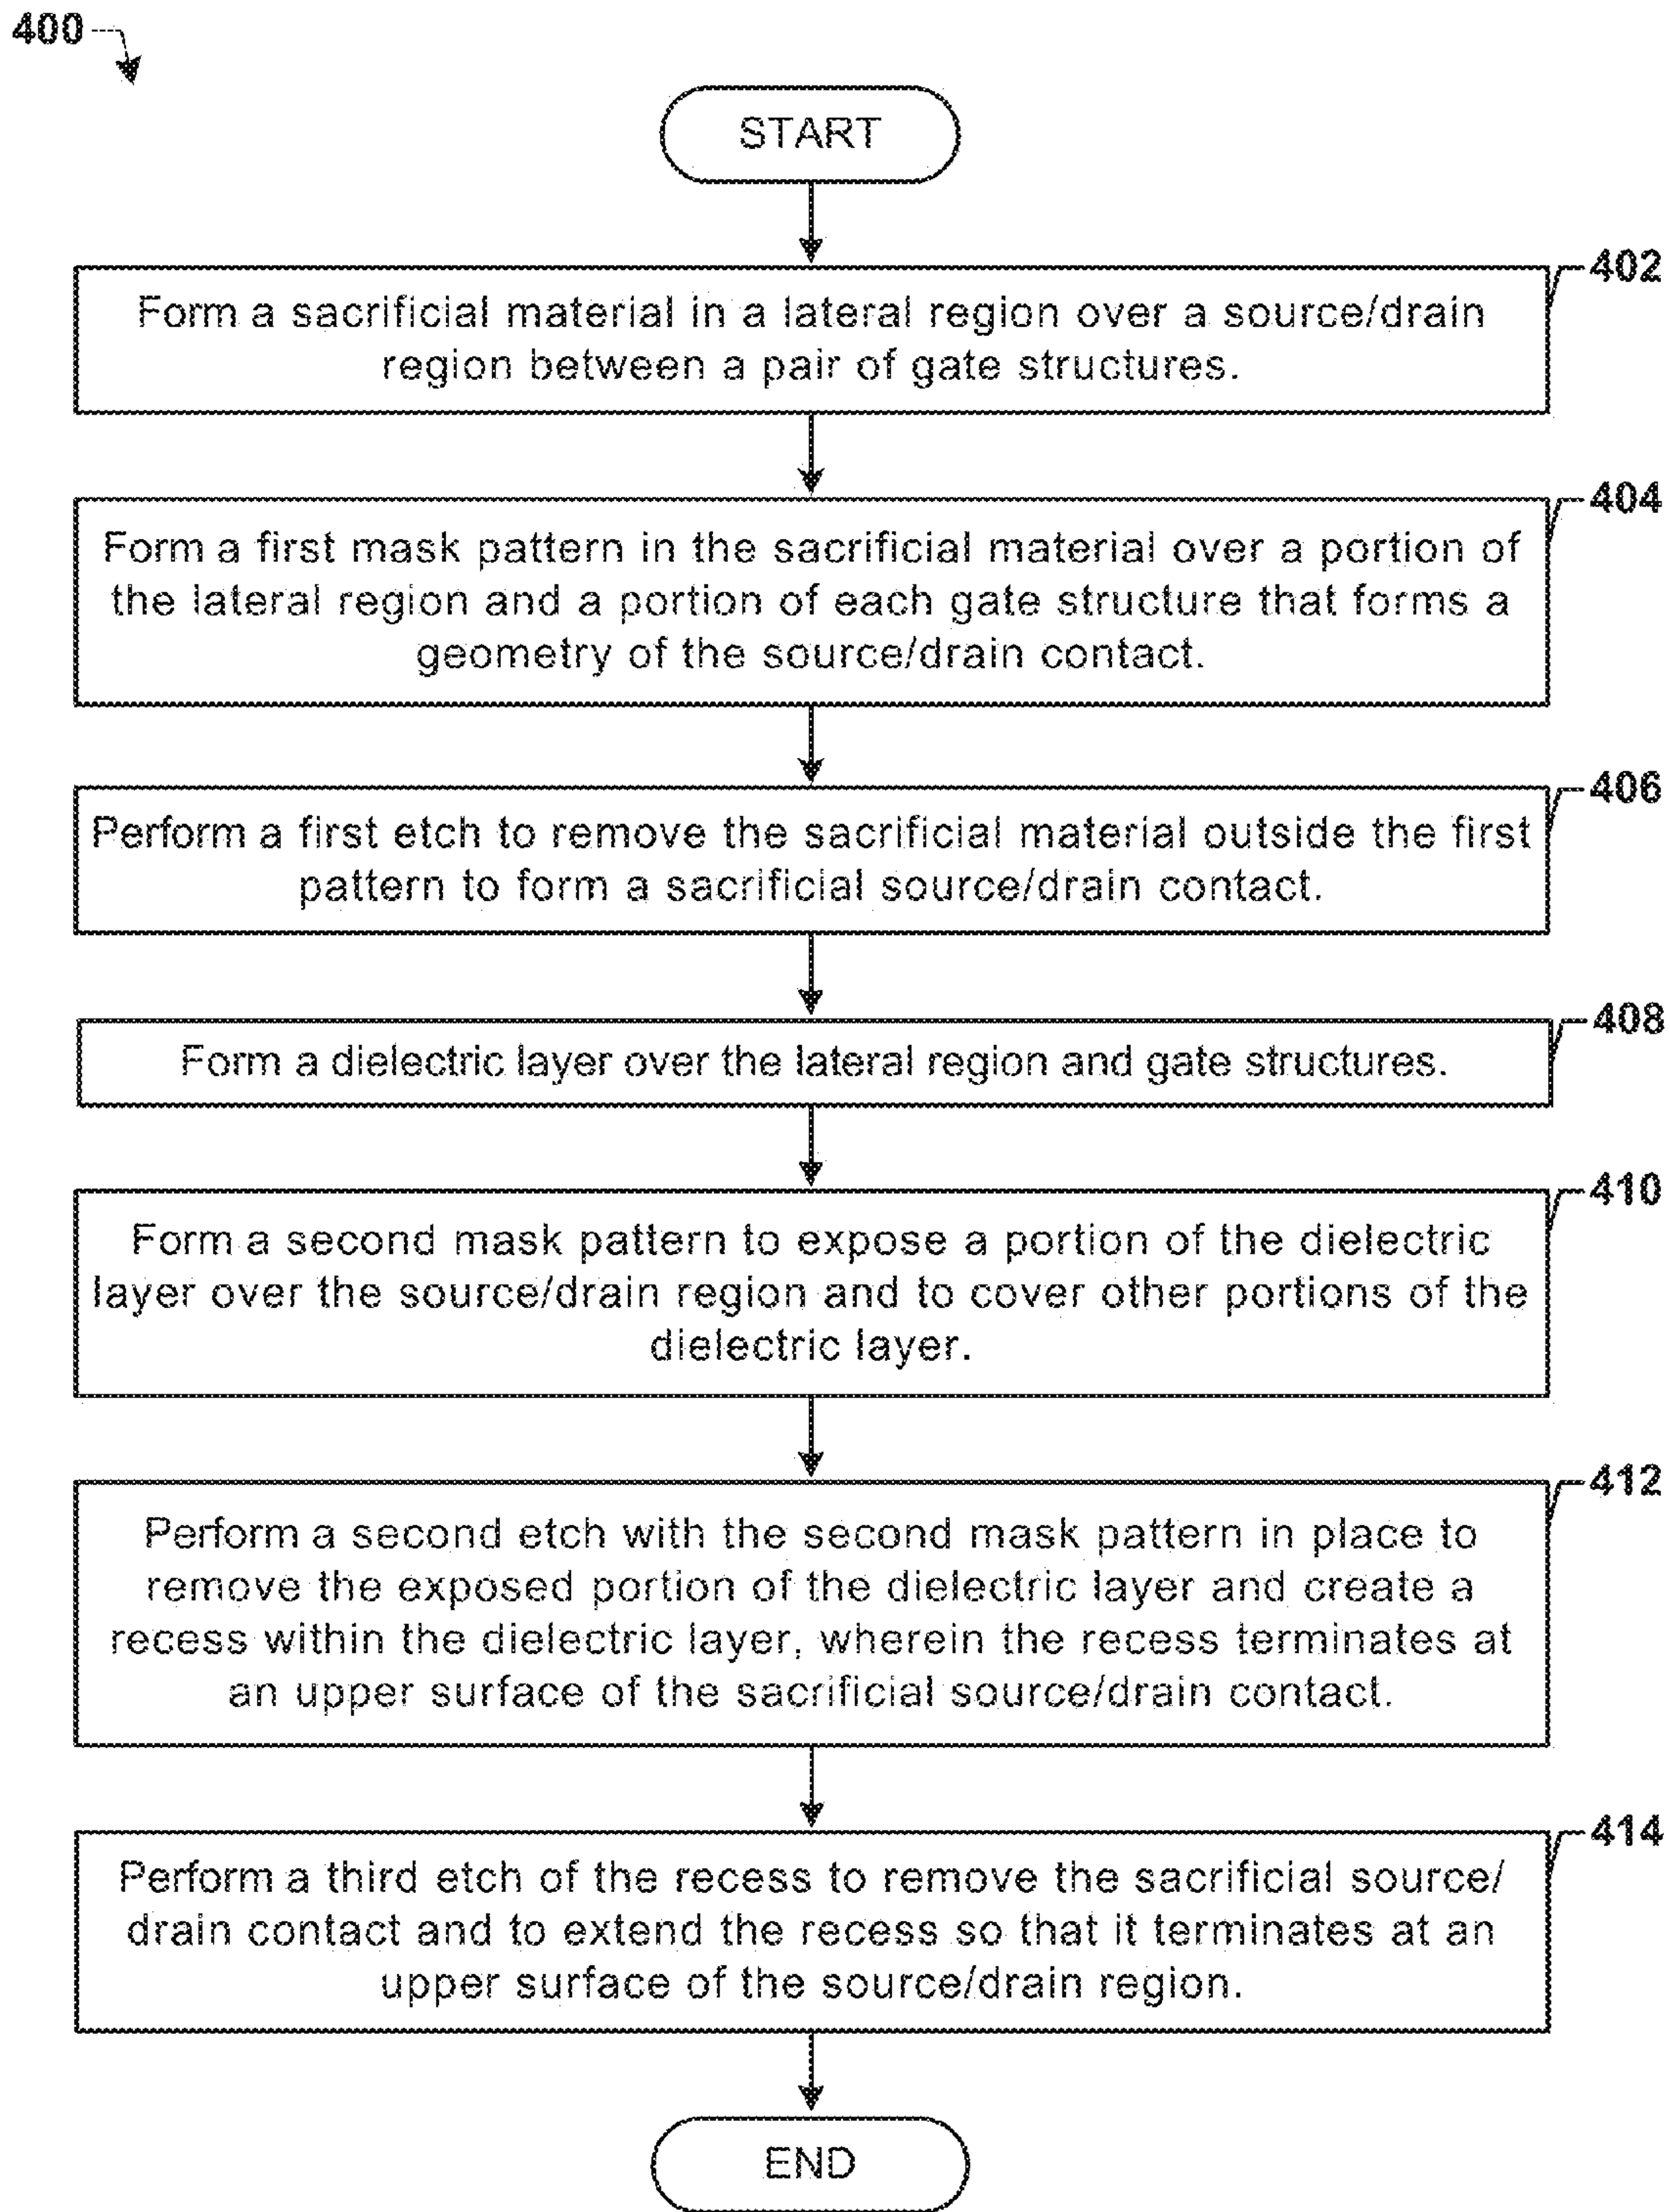 400
START
402
Form a sacrificial material in a lateral region over a source/drain
region between a pair of gate structures.
404
Form a first mask pattern in the sacrificial material over a portion of
the lateral region and a portion of each gate structure that forms a
geometry of the source/drain contact.
406
Perform a first etch to remove the sacrificial material outside the first
pattern to form a sacrificial source/drain contact.
408
Form a dielectric layer over the lateral region and gate structures.
410
Form a second mask pattern to expose a portion of the dielectric
layer over the source/drain region and to cover other portions of the
dielectric layer.
412
Perform a second etch with the second mask pattern in place to
remove the exposed portion of the dielectric layer and create a
recess within the dielectric layer, wherein the recess terminates at
an upper surface of the sacrificial source/drain contact.
414
Perform a third etch of the recess to remove the sacrificial source/
drain contact and to extend the recess so that it terminates at an
upper surface of the source/drain region.
END